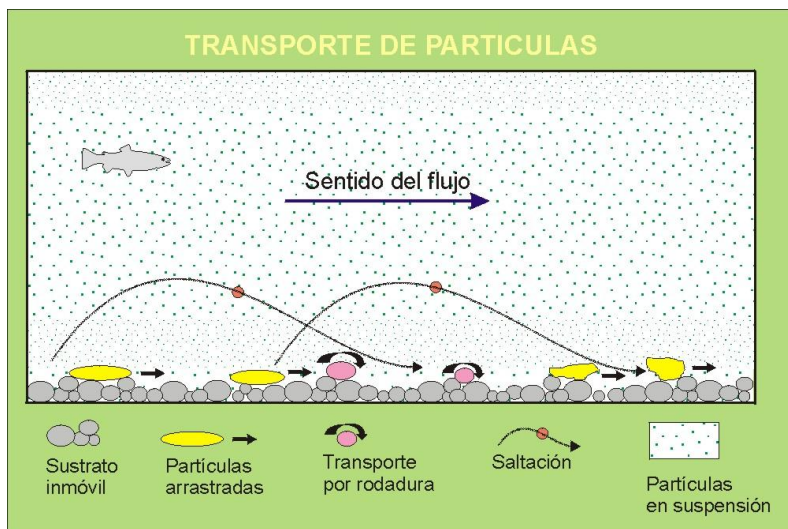 TRANSPORTE DE PARTICULAS
Sentido del flujo
Sustrato
inmóvil
Partículas
arrastradas
Transporte
por rodadura
Saltación
Partículas
en suspensión